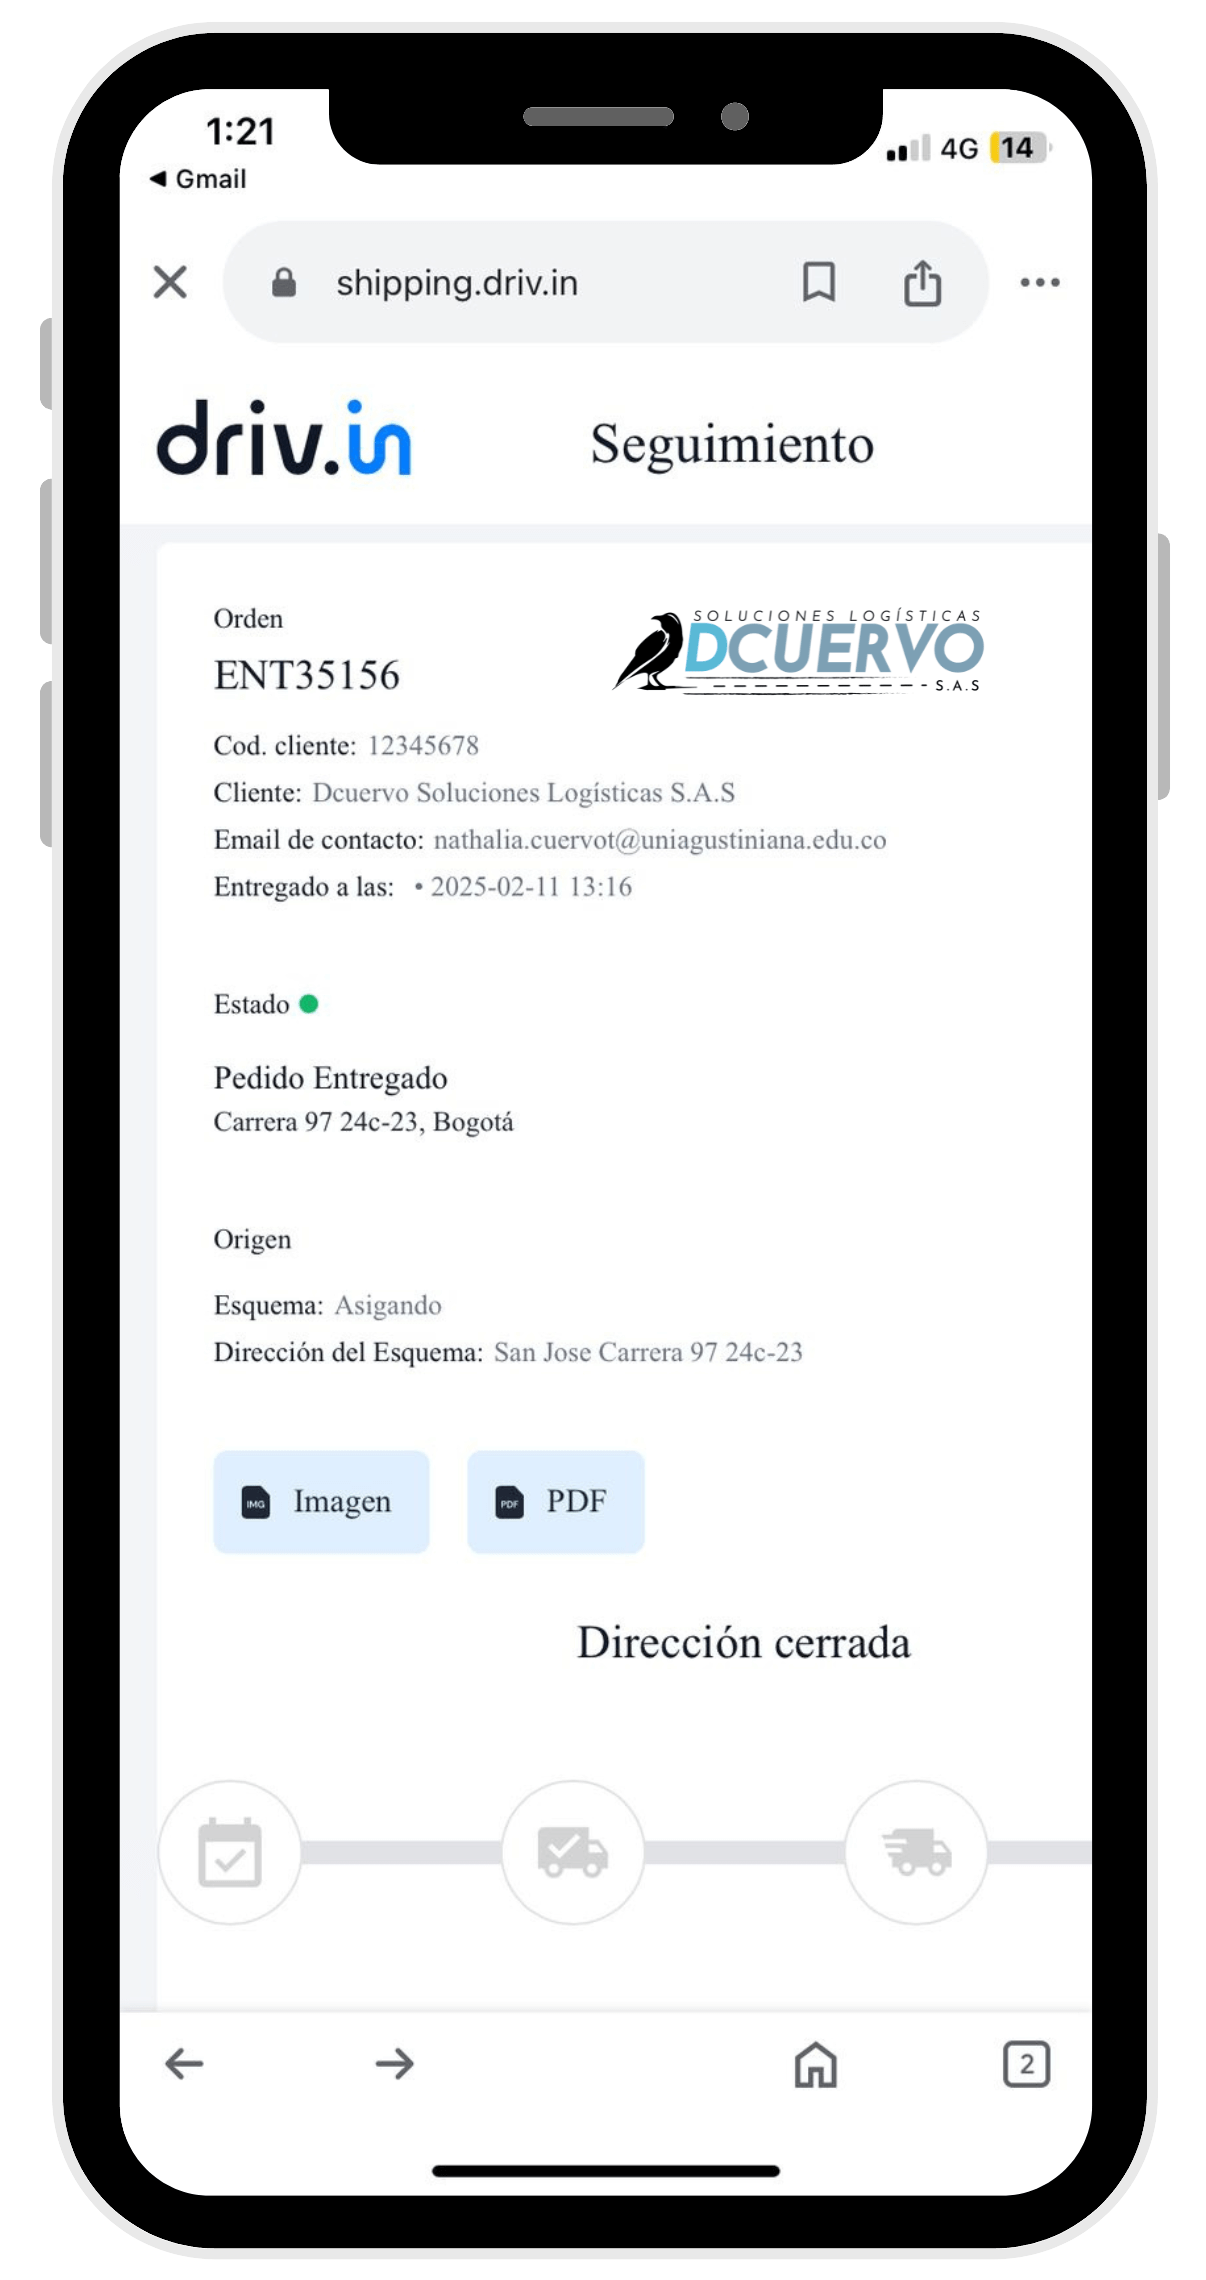 1:21
4G 14
◀ Gmail
shipping.driv.in
driv.in
Seguimiento
Orden
SOLUCIONES LOGÍSTICAS
DCUERVO
S.A.S
ENT35156
Cod. cliente: 12345678
Cliente: Dcuervo Soluciones Logísticas S.A.S
Email de contacto: nathalia.cuervot@uniagustiniana.edu.co
Entregado a las: • 2025-02-11 13:16
Estado
Pedido Entregado
Carrera 97 24c-23, Bogotá
Origen
Esquema: Asigando
Dirección del Esquema: San Jose Carrera 97 24c-23
IMG Imagen
PDF PDF
Dirección cerrada
2